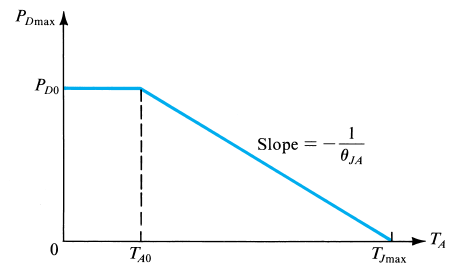 P_Dmax
P_D0
Slope = −1/θ_JA
0
T_A0
T_Jmax
T_A